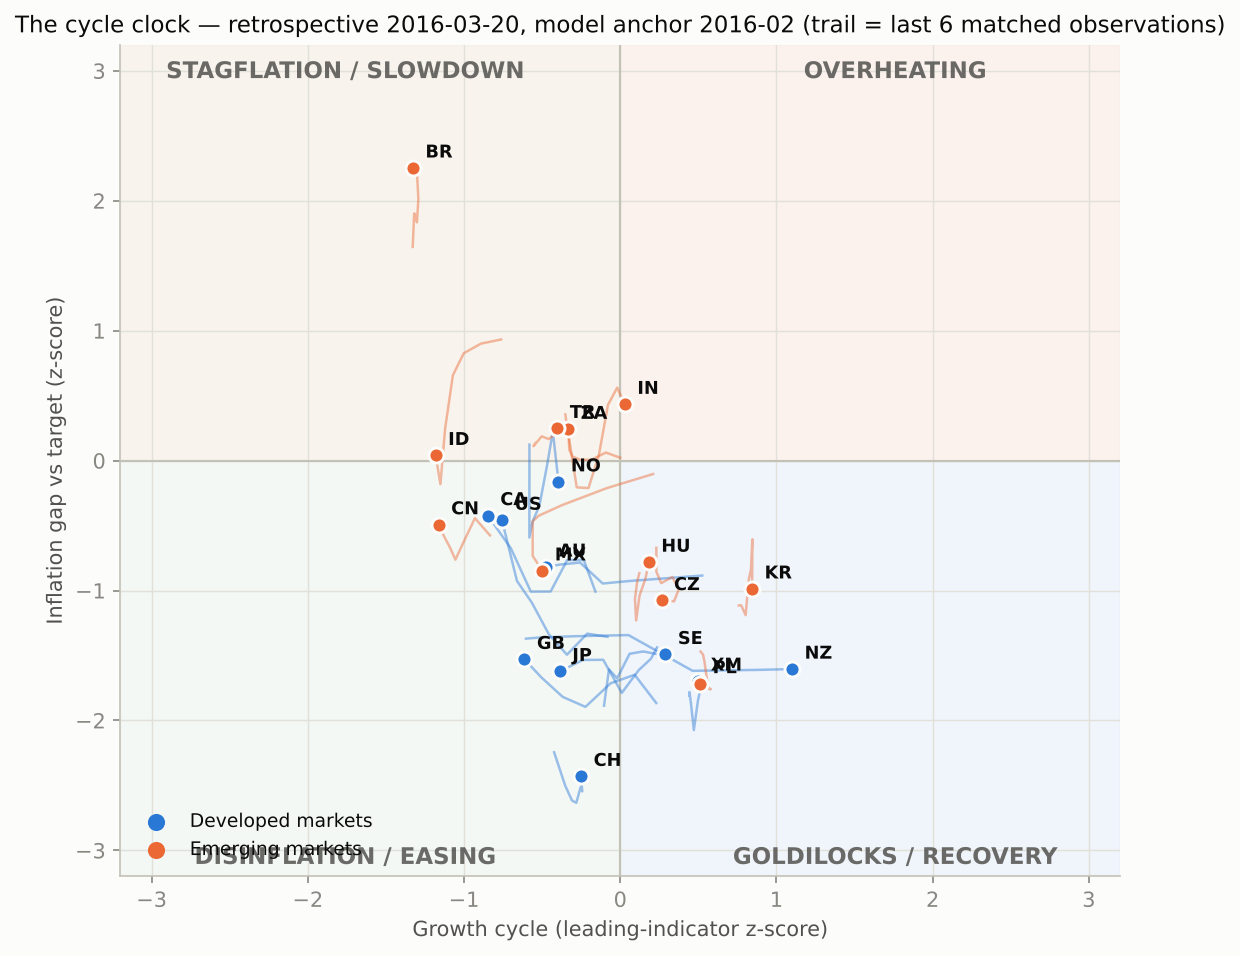 The cycle clock — retrospective 2016-03-20, model anchor 2016-02 (trail = last 6 matched observations)
STAGFLATION / SLOWDOWN
OVERHEATING
BR
IN
TR
ZA
ID
NO
CN
CA
US
AU
MX
HU
CZ
KR
SE
GB
JP
XM
PL
NZ
CH
Developed markets
Emerging markets
DISINFLATION / EASING
GOLDILOCKS / RECOVERY
3
2
1
0
−1
−2
−3
−3
−2
−1
0
1
2
3
Inflation gap vs target (z-score)
Growth cycle (leading-indicator z-score)